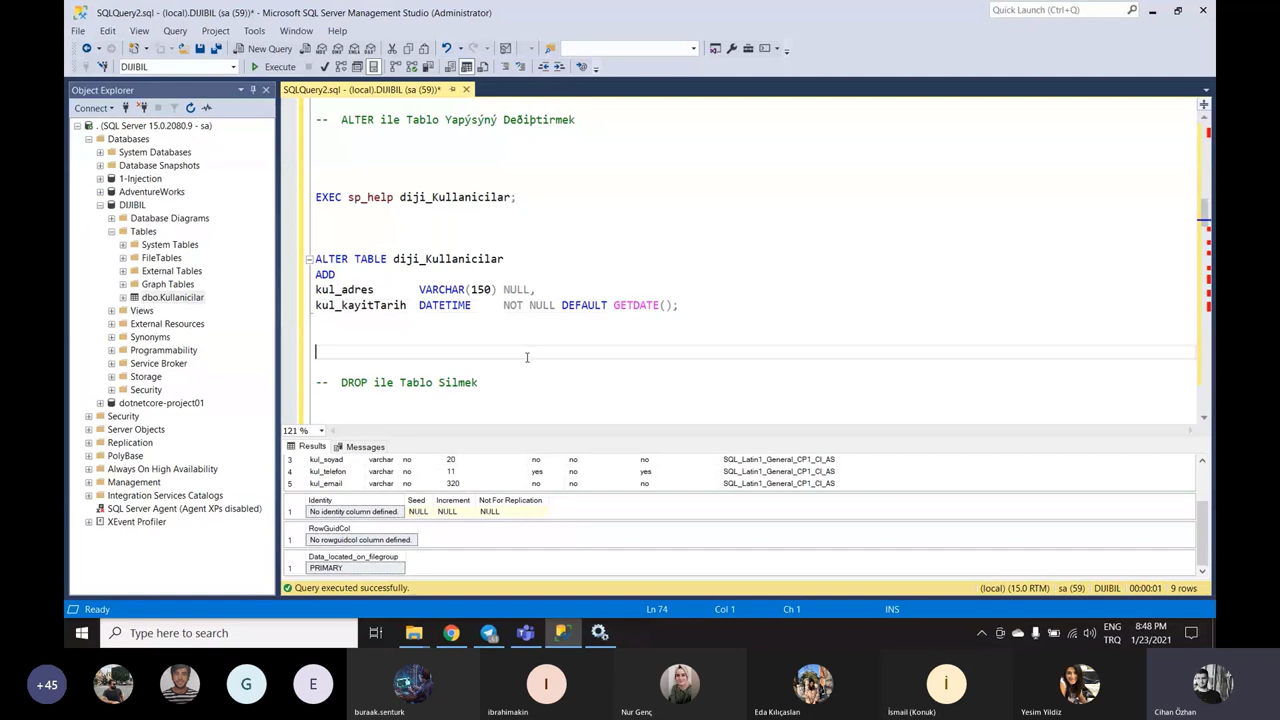 SQLQuery2.sql - (local).DIJIBIL (sa (59))* - Microsoft SQL Server Management Studio (Administrator)
Quick Launch (Ctrl+Q)
File Edit View Query Project Tools Window Help
New Query
DIJIBIL
Execute
Object Explorer
SQLQuery2.sql - (local).DIJIBIL (sa (59))*
Connect
. (SQL Server 15.0.2080.9 - sa)
Databases
System Databases
Database Snapshots
1-Injection
AdventureWorks
DIJIBIL
Database Diagrams
Tables
System Tables
FileTables
External Tables
Graph Tables
dbo.Kullanicilar
Views
External Resources
Synonyms
Programmability
Service Broker
Storage
Security
dotnetcore-project01
Security
Server Objects
Replication
PolyBase
Always On High Availability
Management
Integration Services Catalogs
SQL Server Agent (Agent XPs disabled)
XEvent Profiler
-- ALTER ile Tablo Yapýsýný Deðiþtirmek
EXEC sp_help diji_Kullanicilar;
ALTER TABLE diji_Kullanicilar
ADD
kul_adres VARCHAR(150) NULL,
kul_kayitTarih DATETIME NOT NULL DEFAULT GETDATE();
-- DROP ile Tablo Silmek
121 %
Results Messages
3 kul_soyad varchar no 20 no no no SQL_Latin1_General_CP1_CI_AS
4 kul_telefon varchar no 11 yes no yes SQL_Latin1_General_CP1_CI_AS
5 kul_email varchar no 320 no no no SQL_Latin1_General_CP1_CI_AS
Identity Seed Increment Not For Replication
1 No identity column defined. NULL NULL NULL
RowGuidCol
1 No rowguidcol column defined.
Data_located_on_filegroup
1 PRIMARY
Query executed successfully. (local) (15.0 RTM) sa (59) DIJIBIL 00:00:01 9 rows
Ready Ln 74 Col 1 Ch 1 INS
Type here to search
ENG
TRQ
8:48 PM
1/23/2021
+45
G
E
I
İ
buraak.senturk ibrahimakin Nur Genç Eda Kılıçaslan İsmail (Konuk) Yesim Yildiz Cihan Özhan